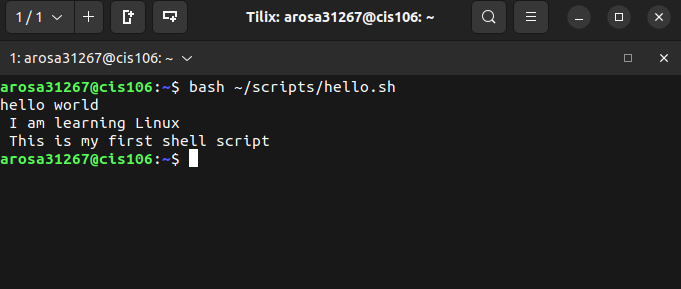 1 / 1
Tilix: arosa31267@cis106: ~
1: arosa31267@cis106: ~
arosa31267@cis106:~$ bash ~/scripts/hello.sh
hello world
 I am learning Linux
 This is my first shell script
arosa31267@cis106:~$